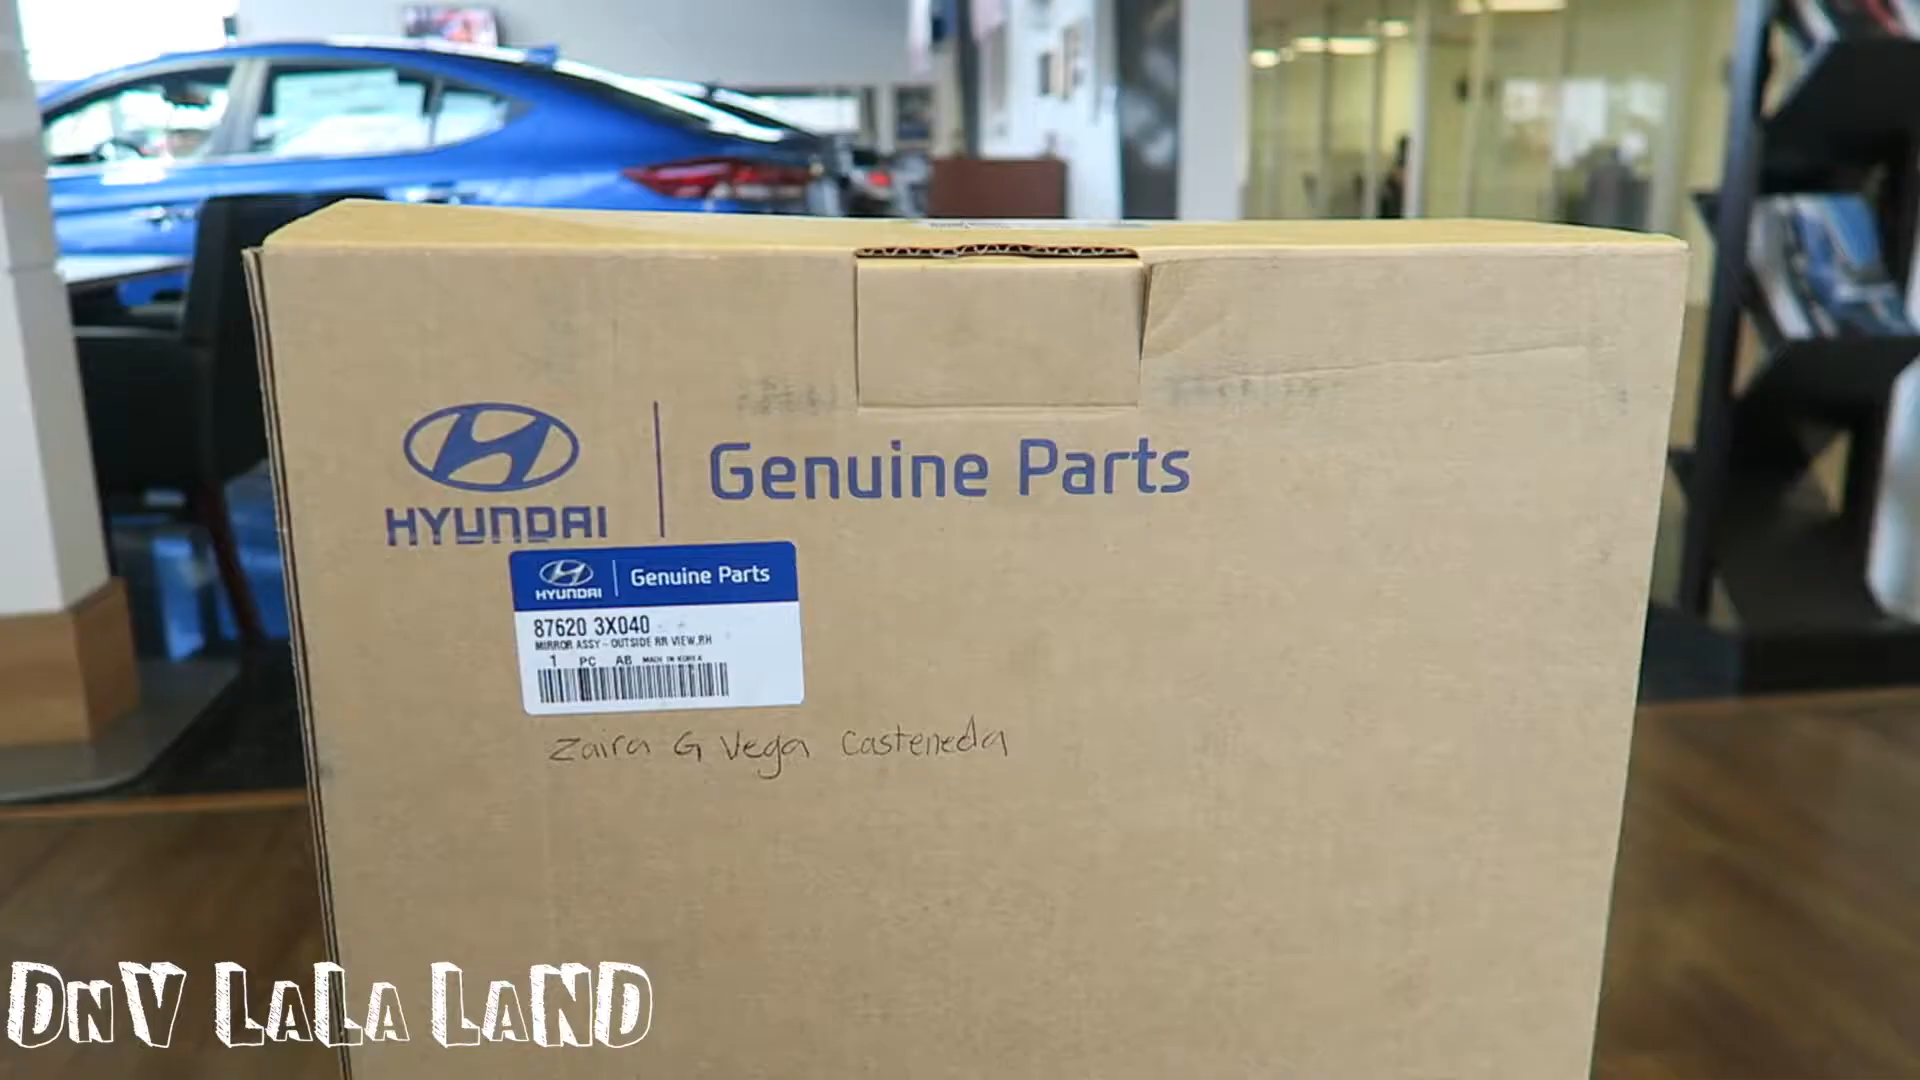 HYUNDAI
Genuine Parts
HYUNDAI
Genuine Parts
87620 3X040
MIRROR ASSY - OUTSIDE RR VIEW,RH
1 PC AB MADE IN KOREA
Zaira G Vega Casteneda
DnV LaLa LaND